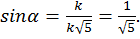 sinα = k/(k√5) = 1/√5.